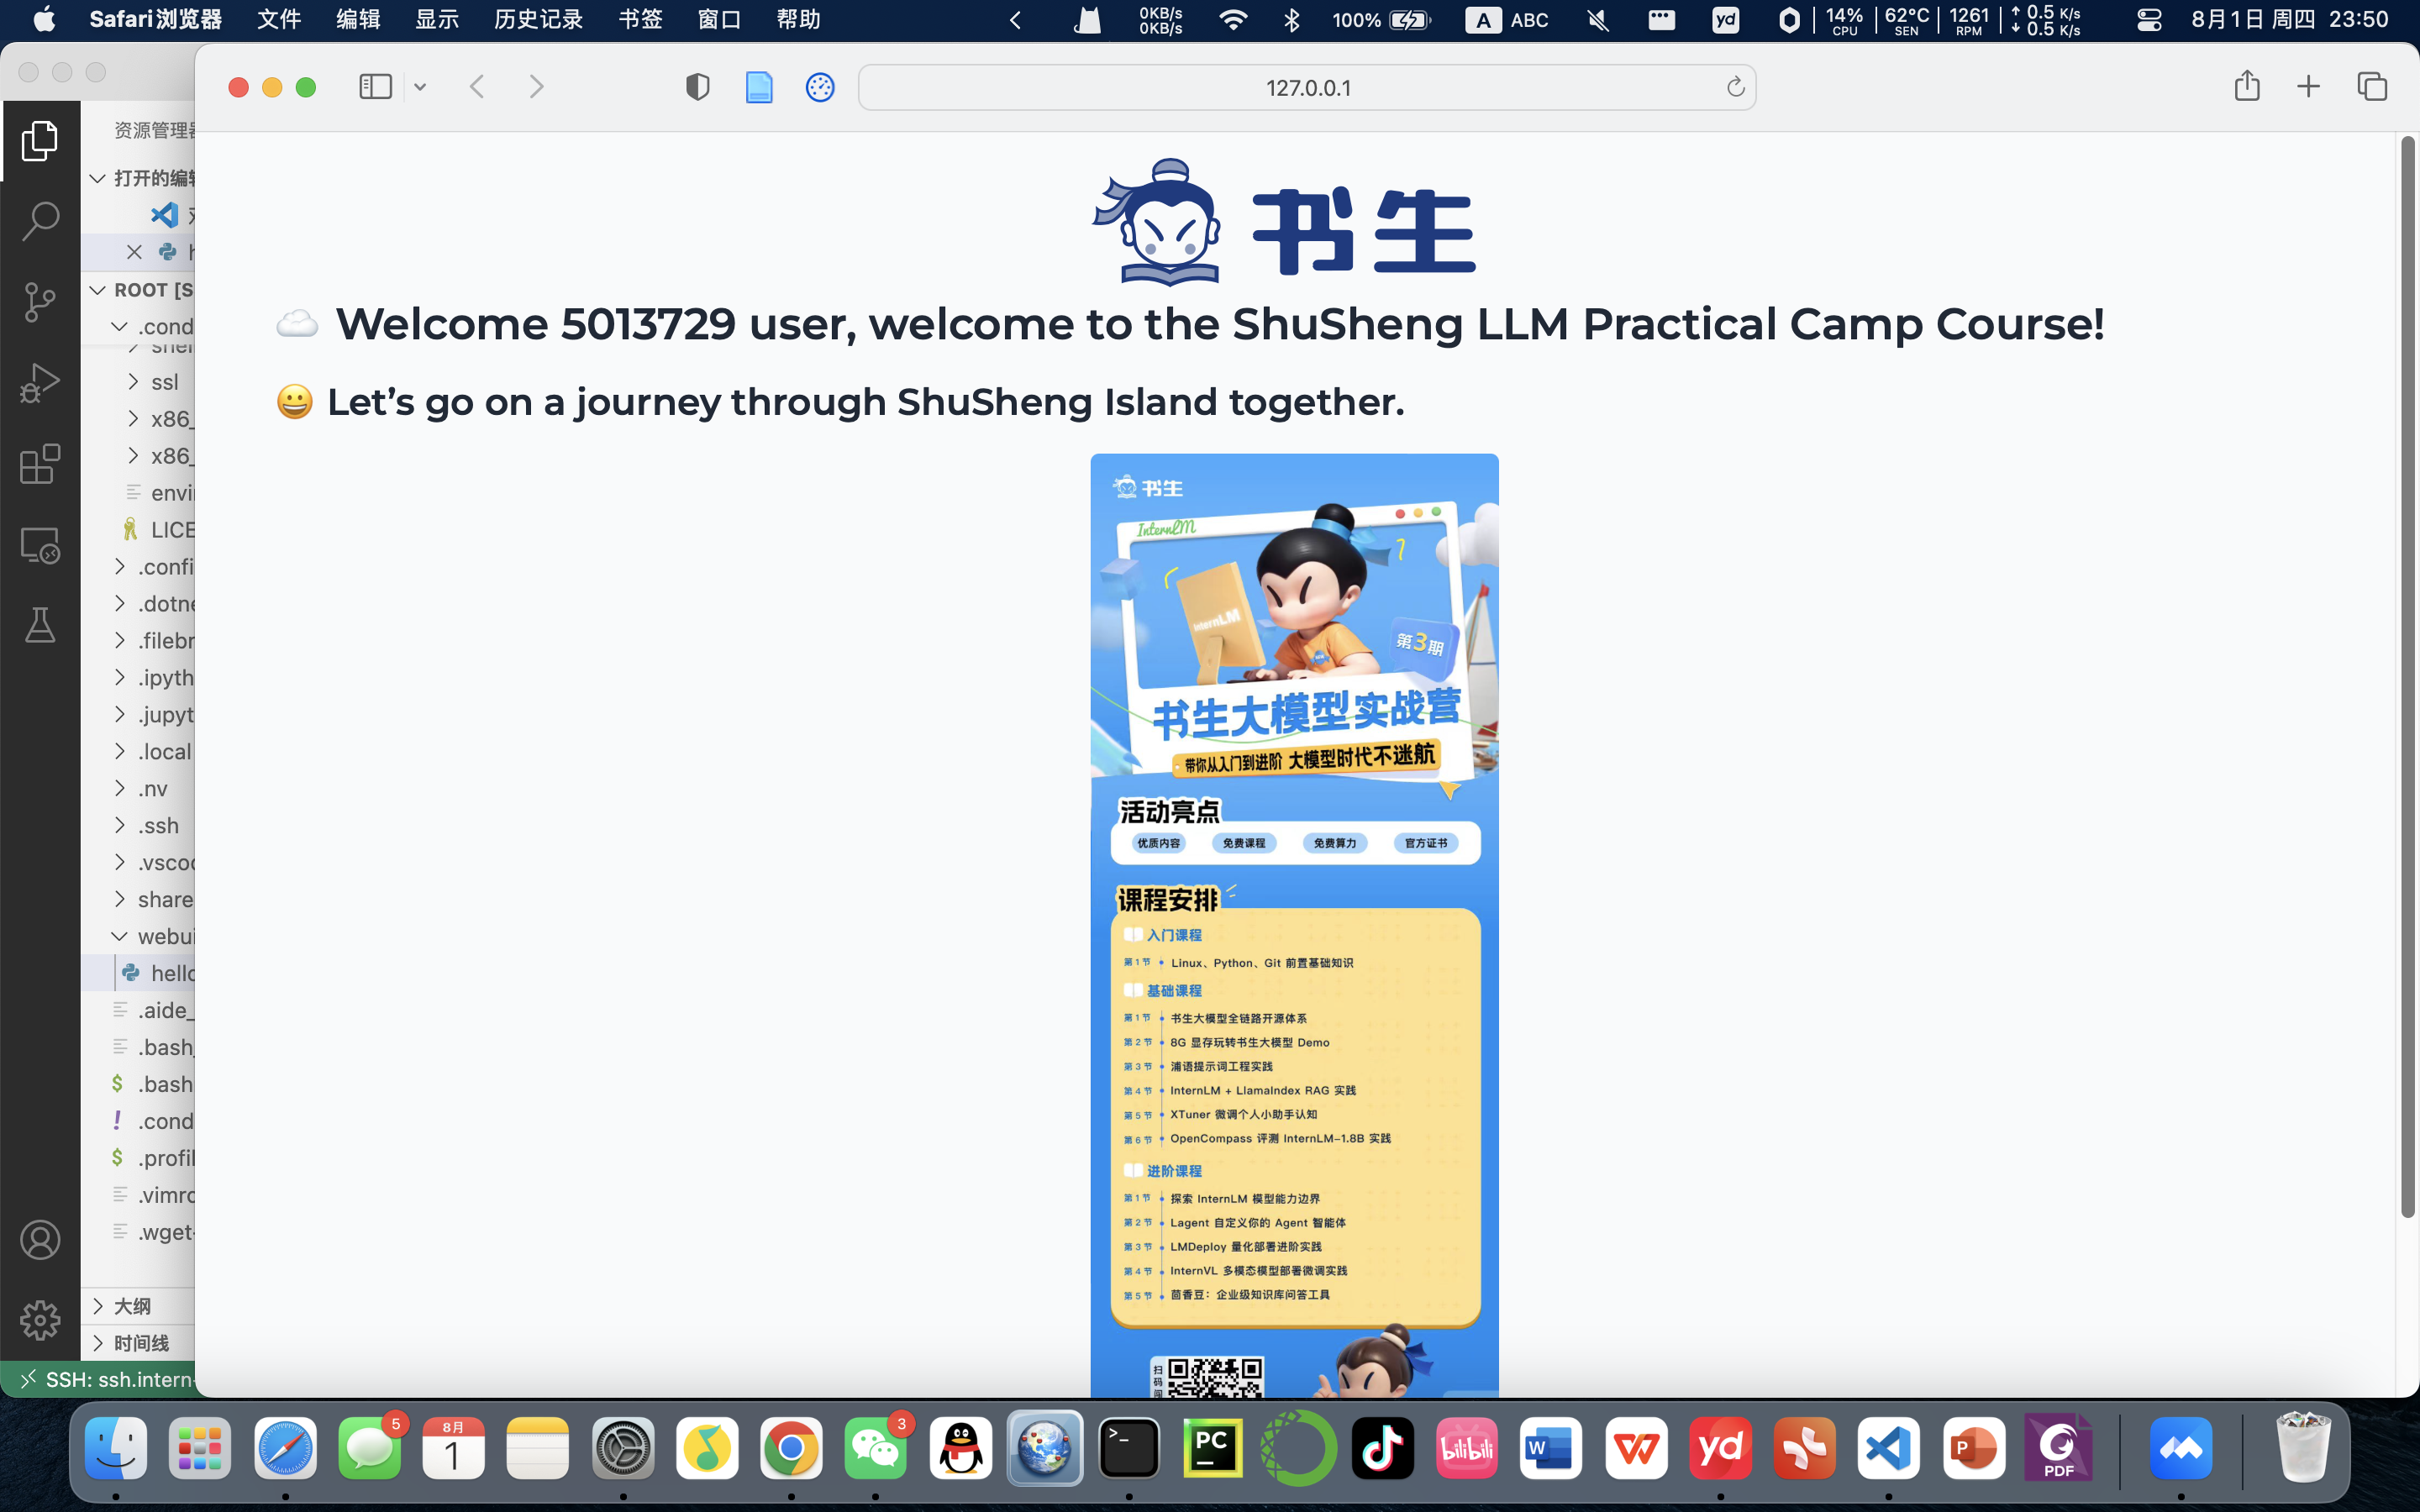 Safari浏览器 文件 编辑 显示 历史记录 书签 窗口 帮助
0KB/s
0KB/s
100%
A ABC
yd
14%
CPU
62°C
SEN
1261
RPM
0.5 K/s
0.5 K/s
8月1日 周四 23:50
127.0.0.1
资源管理
打开的编
ROOT [S
.cond
ssl
x86_
x86_
envi
LICE
.confi
.dotn
.filebr
.ipyth
.jupyt
.local
.nv
.ssh
.vscoc
share
webui
hello
.aide_
.bash_
.bash
.cond
.profil
.vimrc
.wget-
大纲
时间线
SSH: ssh.intern-
书生
☁️ Welcome 5013729 user, welcome to the ShuSheng LLM Practical Camp Course!
😀 Let’s go on a journey through ShuSheng Island together.
书生
InternLM
InternLM
第3期
书生大模型实战营
带你从入门到进阶 大模型时代不迷航
活动亮点
优质内容 免费课程 免费算力 官方证书
课程安排
入门课程
第1节 Linux、Python、Git 前置基础知识
基础课程
第1节 书生大模型全链路开源体系
第2节 8G 显存玩转书生大模型 Demo
第3节 浦语提示词工程实践
第4节 InternLM + LlamaIndex RAG 实践
第5节 XTuner 微调个人小助手认知
第6节 OpenCompass 评测 InternLM-1.8B 实践
进阶课程
第1节 探索 InternLM 模型能力边界
第2节 Lagent 自定义你的 Agent 智能体
第3节 LMDeploy 量化部署进阶实践
第4节 InternVL 多模态模型部署微调实践
第5节 茴香豆：企业级知识库问答工具
扫码
5
8月
1
3
PC
bilibili
W
yd
P
PDF